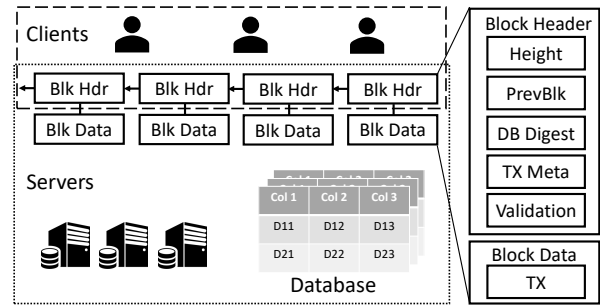 Clients
Blk Hdr Blk Hdr Blk Hdr Blk Hdr
Blk Data Blk Data Blk Data Blk Data
Servers
Col 1 Col 2 Col 3
D11 D12 D13
D21 D22 D23
Database
Block Header
Height
PrevBlk
DB Digest
TX Meta
Validation
Block Data
TX